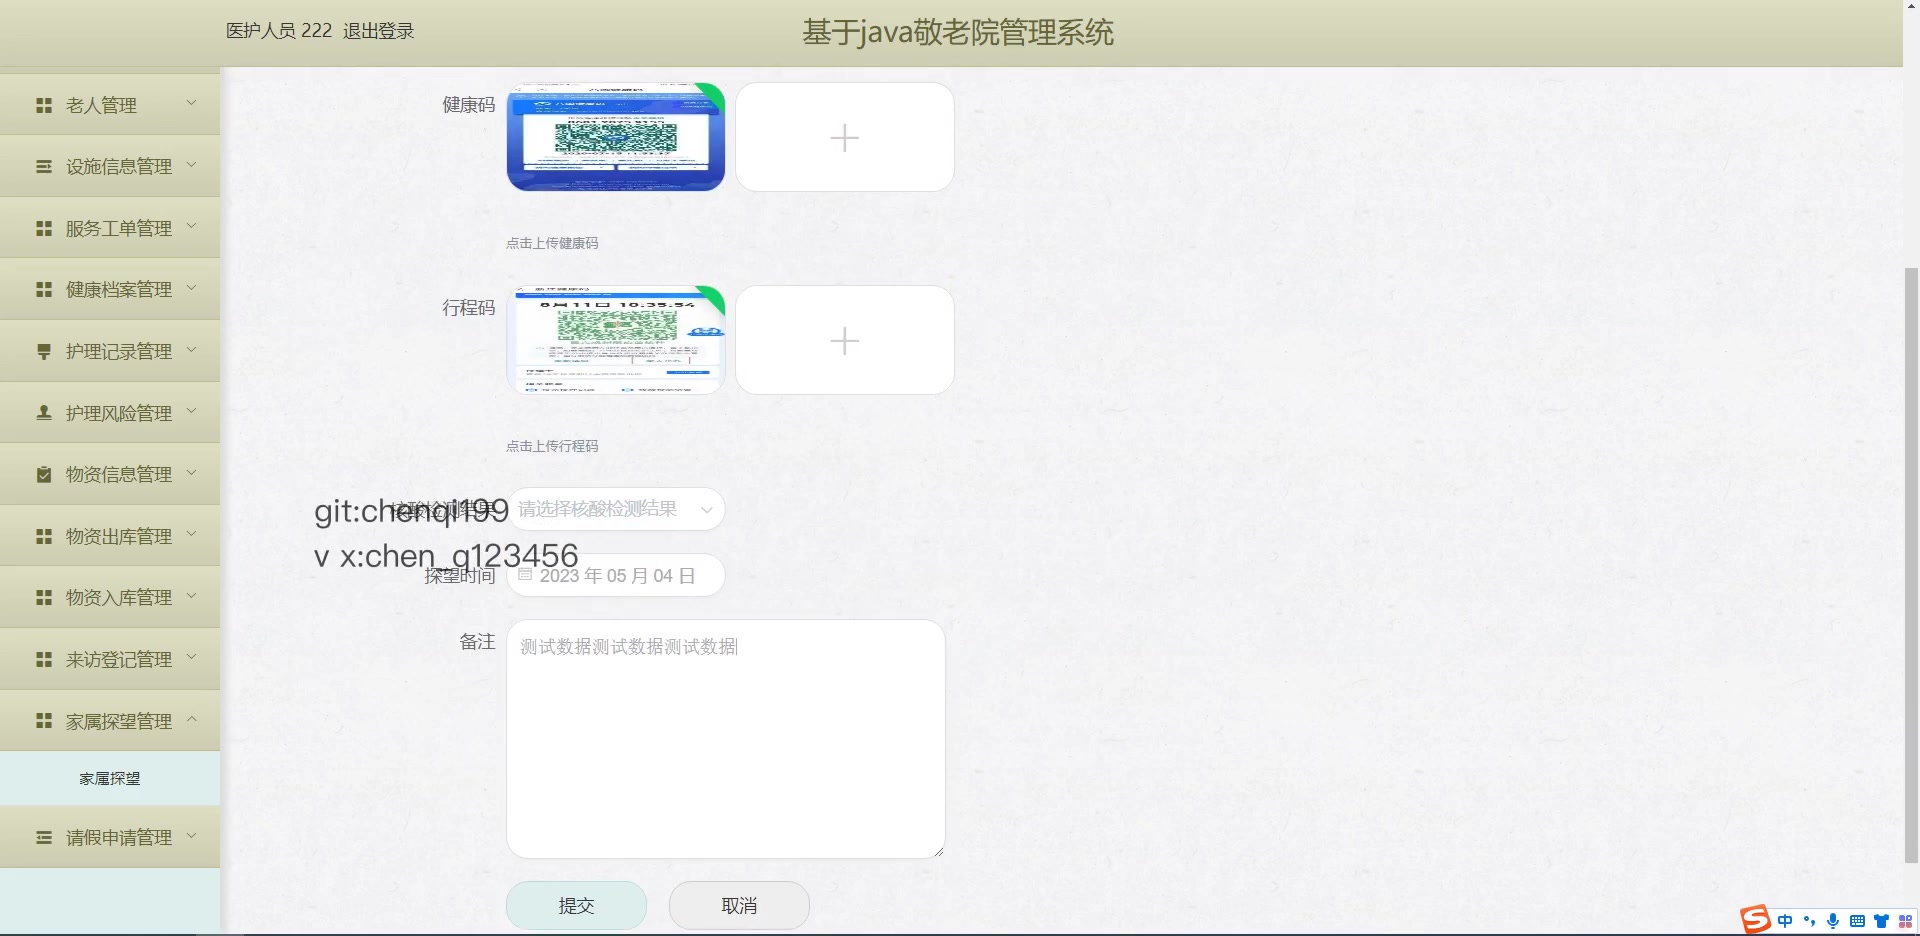 医护人员 222 退出登录
基于java敬老院管理系统
老人管理
设施信息管理
服务工单管理
健康档案管理
护理记录管理
护理风险管理
物资信息管理
物资出库管理
物资入库管理
来访登记管理
家属探望管理
家属探望
请假申请管理
健康码
点击上传健康码
行程码
8月11日 10:35:54
点击上传行程码
核酸检测结果
请选择核酸检测结果
git:chenqi199
v x:chen_q123456
探望时间
2023 年 05 月 04 日
备注
测试数据测试数据测试数据
提交
取消
中